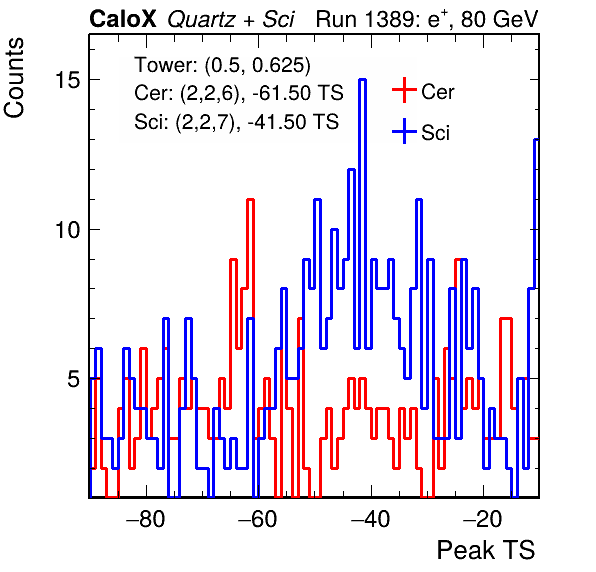 CaloX Quartz + Sci Run 1389: e⁺, 80 GeV
Counts
Tower: (0.5, 0.625)
Cer: (2,2,6), -61.50 TS
Sci: (2,2,7), -41.50 TS
Cer
Sci
15
10
5
−80 −60 −40 −20
Peak TS